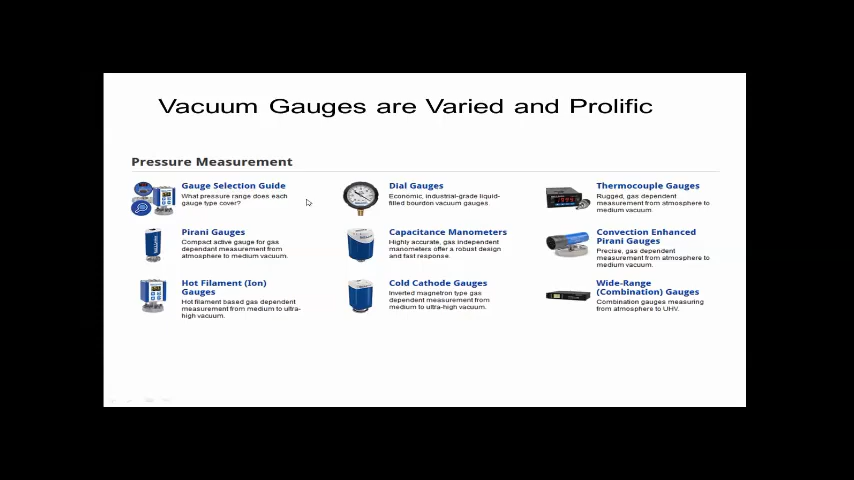 Vacuum Gauges are Varied and Prolific
Pressure Measurement
Gauge Selection Guide
What pressure range does each
gauge type cover?
Dial Gauges
Economic, industrial-grade liquid-
filled bourdon vacuum gauges
Thermocouple Gauges
Rugged, gas dependent
measurement from atmosphere to
medium vacuum.
Pirani Gauges
Compact active gauge for gas
dependant measurement from
atmosphere to medium vacuum.
Capacitance Manometers
Highly accurate, gas independent
manometers offer a robust design
and fast response.
Convection Enhanced
Pirani Gauges
Precise, gas dependent
measurement from atmosphere to
medium vacuum.
Hot Filament (Ion)
Gauges
Hot filament based gas dependent
measurement from medium to ultra-
high vacuum.
Cold Cathode Gauges
Inverted magnetron type gas
dependent measurement from
medium to ultra-high vacuum.
Wide-Range
(Combination) Gauges
Combination gauges measuring
from atmosphere to UHV.